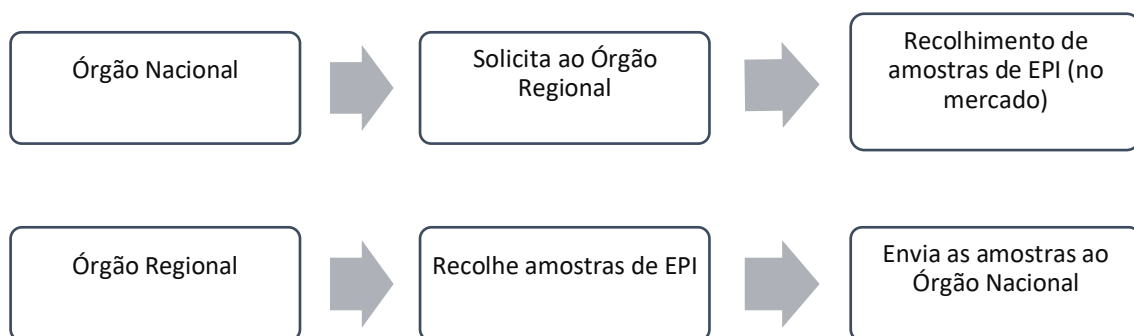 Órgão Nacional
Solicita ao Órgão
Regional
Recolhimento de
amostras de EPI (no
mercado)
Órgão Regional
Recolhe amostras de EPI
Envia as amostras ao
Órgão Nacional